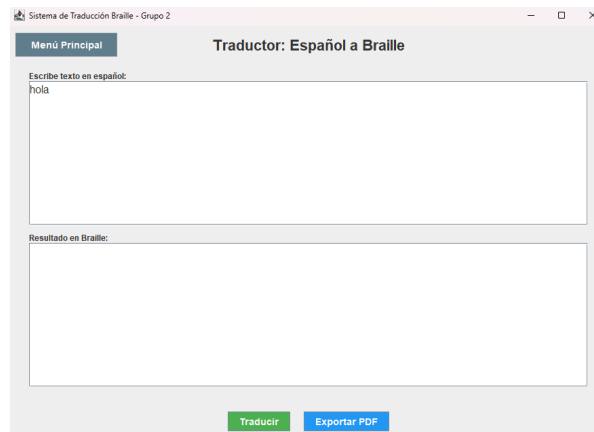 Sistema de Traducción Braille - Grupo 2
Menú Principal
Traductor: Español a Braille
Escribe texto en español:
hola
Resultado en Braille:
Traducir
Exportar PDF